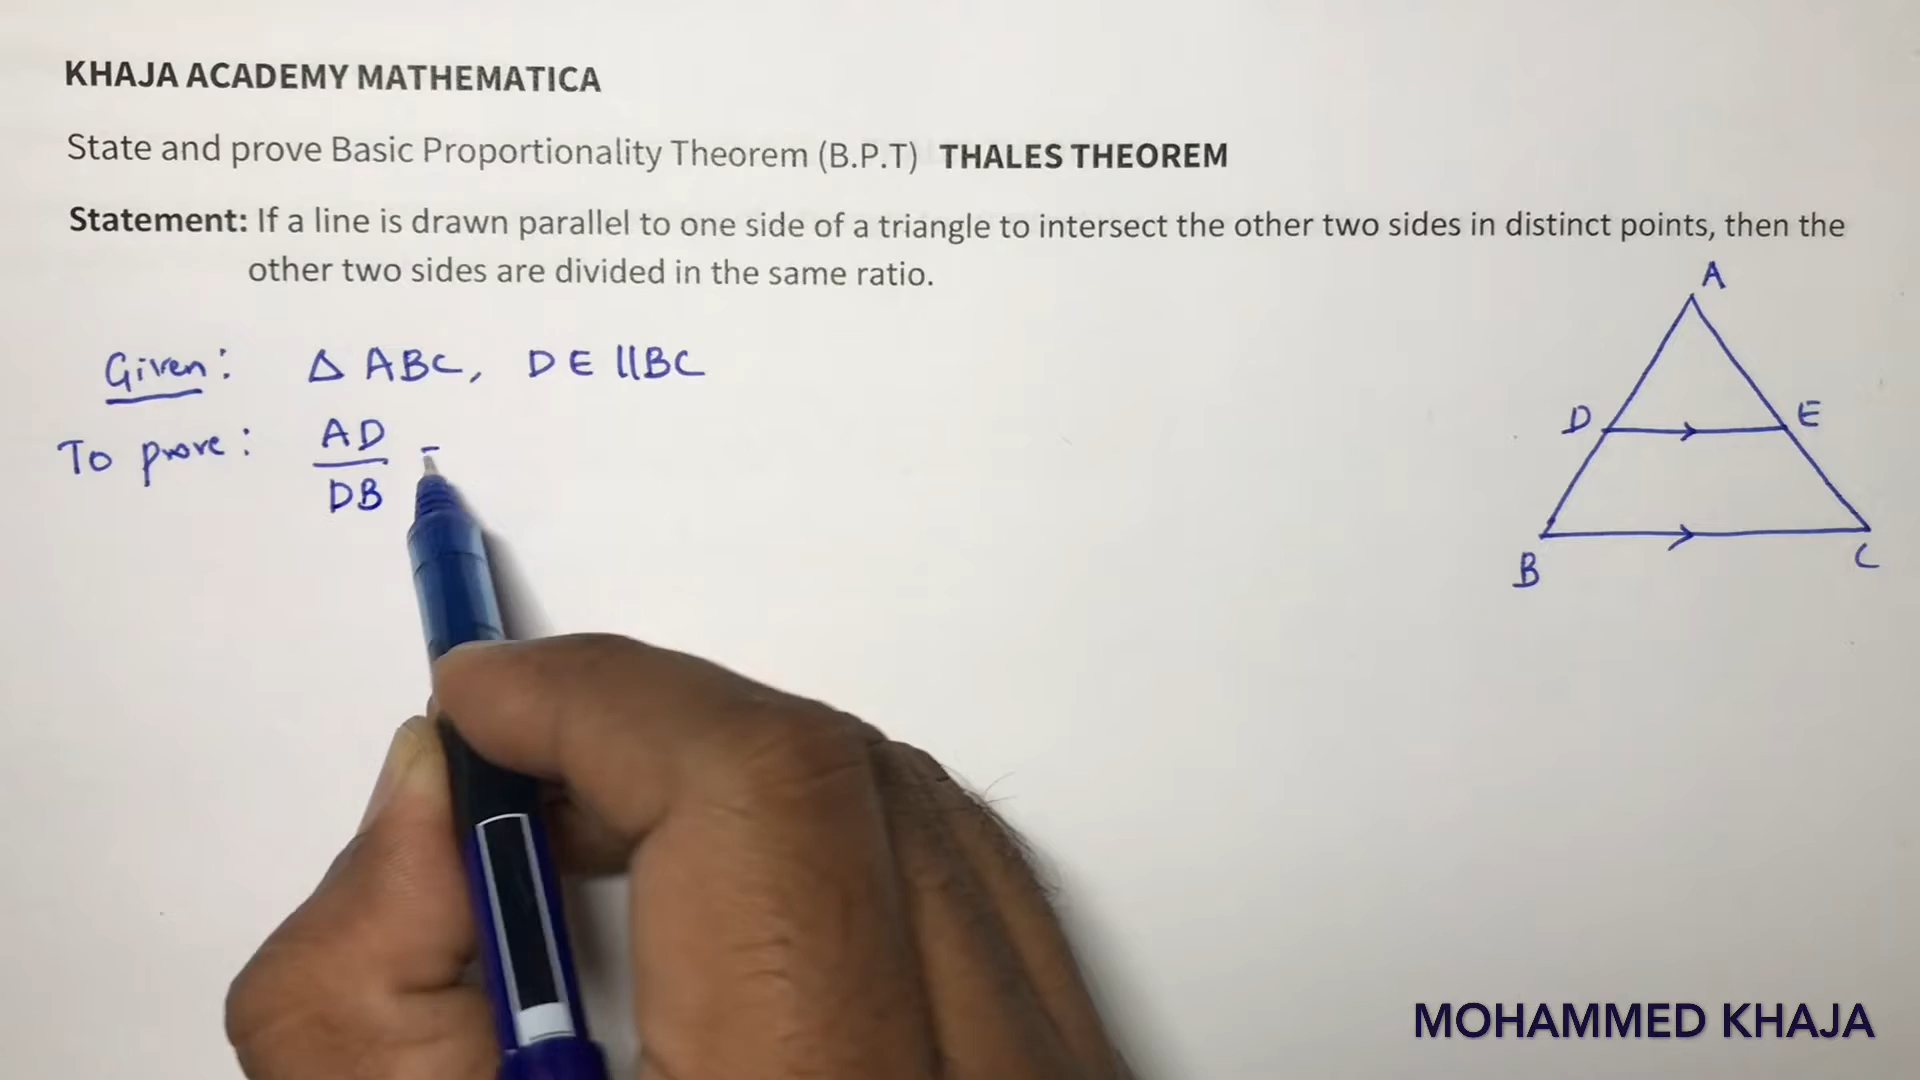 KHAJA ACADEMY MATHEMATICA
State and prove Basic Proportionality Theorem (B.P.T) THALES THEOREM
Statement: If a line is drawn parallel to one side of a triangle to intersect the other two sides in distinct points, then the
other two sides are divided in the same ratio.
A
Given: Δ ABC, DE ||BC
D E
To prove: AD
DB
B C
MOHAMMED KHAJA